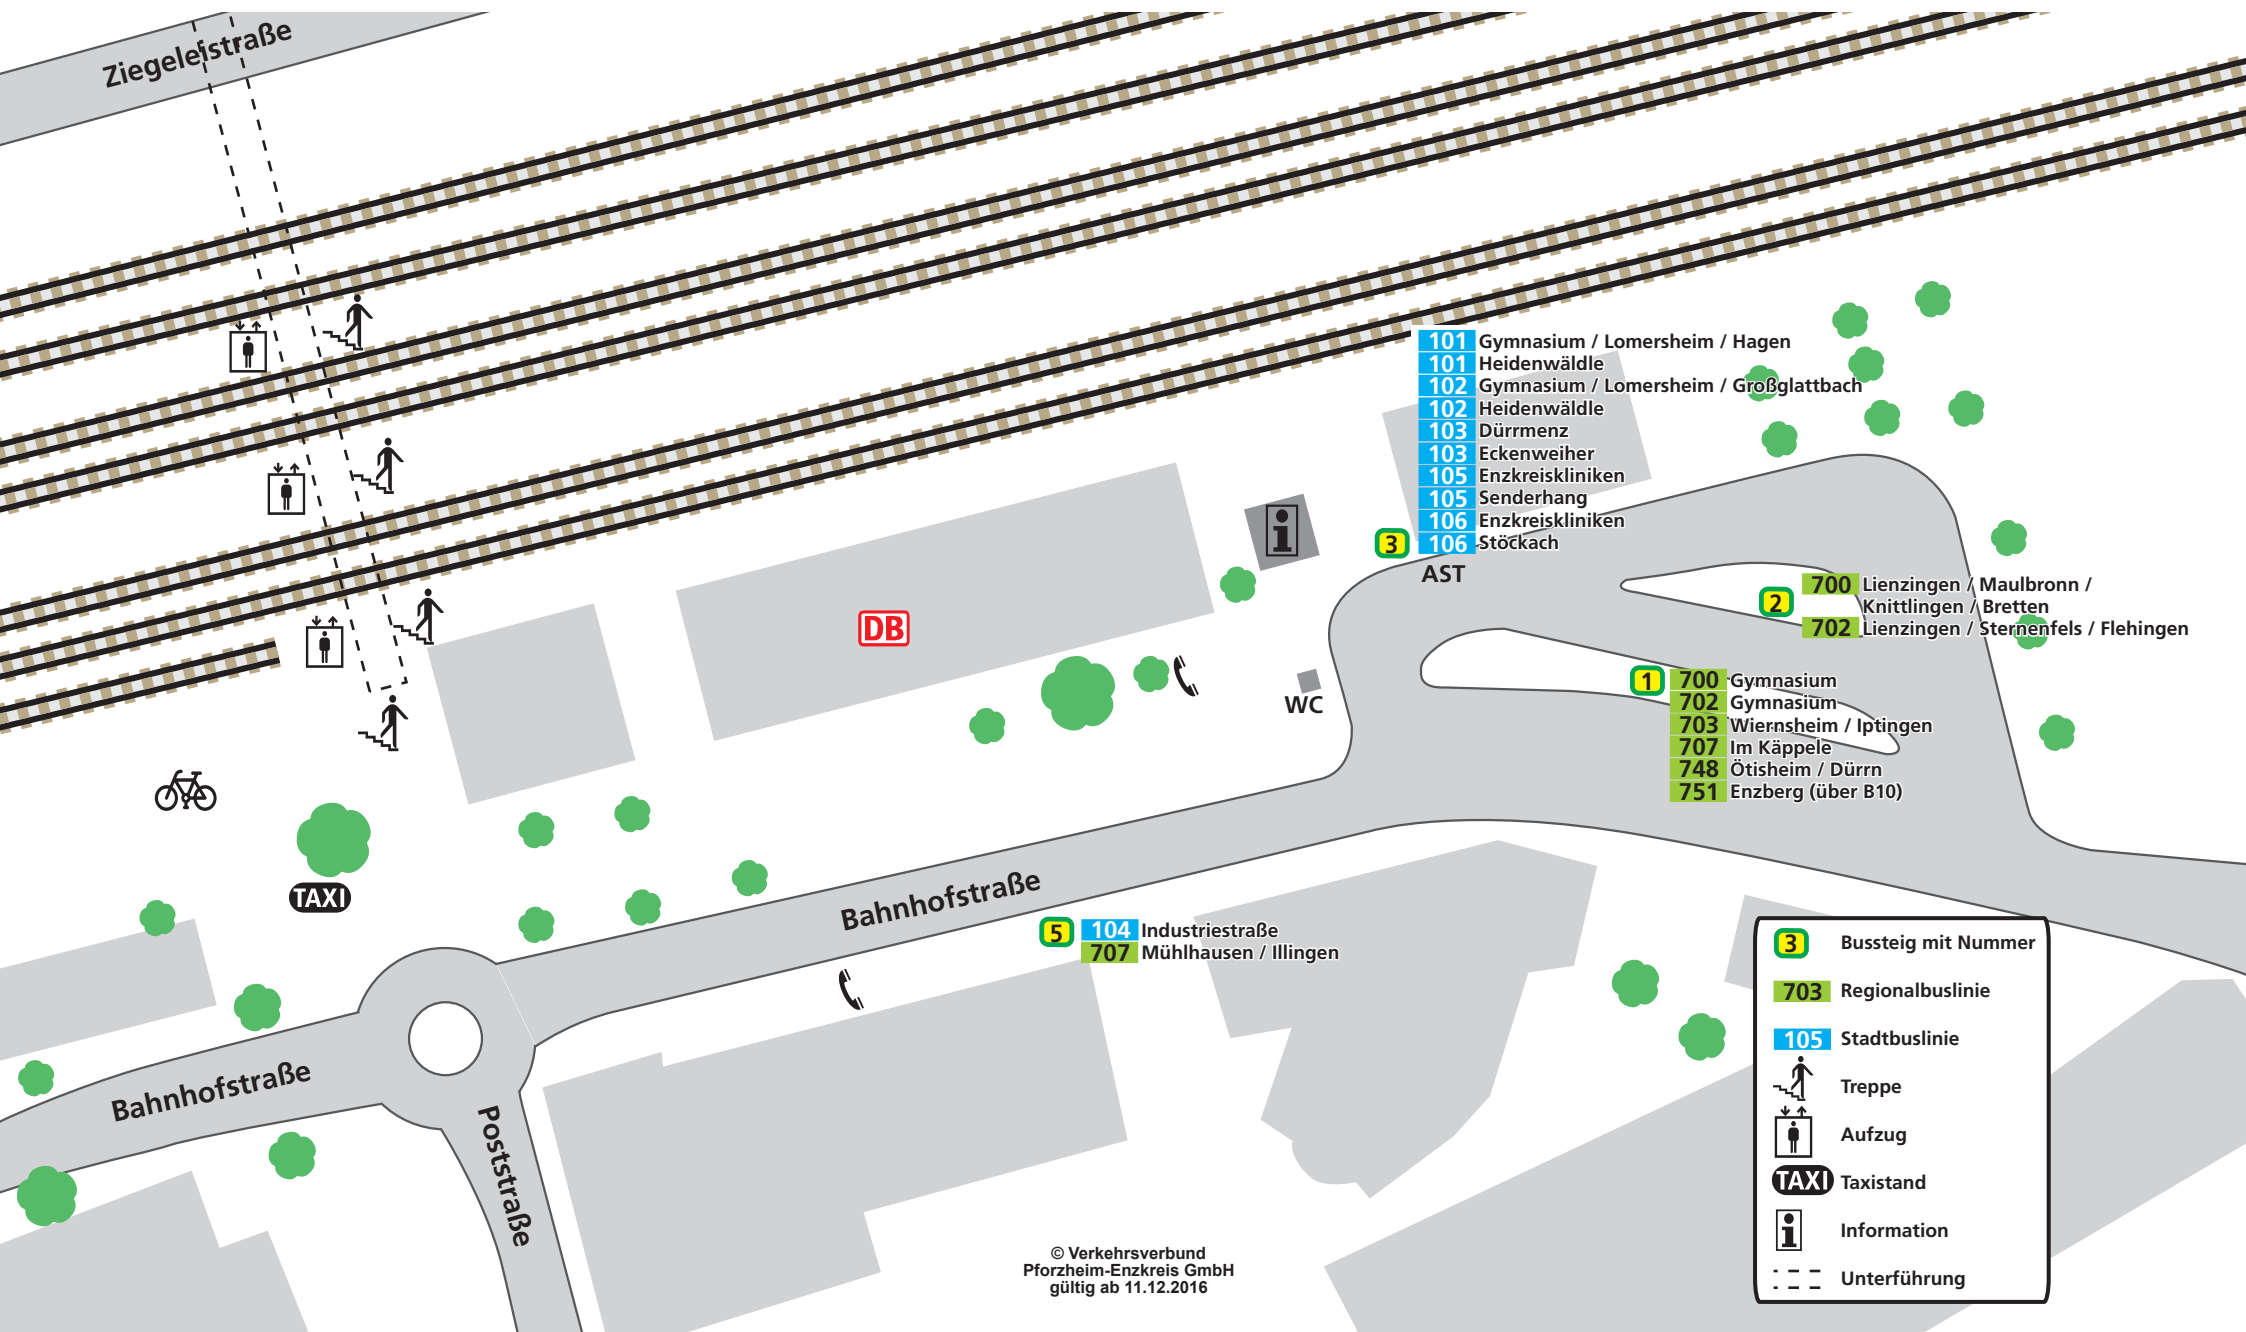 Ziegeleistraße
101 Gymnasium / Lomersheim / Hagen
101 Heidenwäldle
102 Gymnasium / Lomersheim / Großglattbach
102 Heidenwäldle
103 Dürrmenz
103 Eckenweiher
105 Enzkreiskliniken
105 Senderhang
106 Enzkreiskliniken
3 106 Stöckach
AST
2 700 Lienzingen / Maulbronn /
Knittlingen / Bretten
702 Lienzingen / Sternenfels / Flehingen
DB
WC
1 700 Gymnasium
702 Gymnasium
703 Wiernsheim / Iptingen
707 Im Käppele
748 Ötisheim / Dürrn
751 Enzberg (über B10)
TAXI
Bahnhofstraße
5 104 Industriestraße
707 Mühlhausen / Illingen
Bahnhofstraße
Poststraße
3 Bussteig mit Nummer
703 Regionalbuslinie
105 Stadtbuslinie
Treppe
Aufzug
TAXI Taxistand
i Information
Unterführung
© Verkehrsverbund
Pforzheim-Enzkreis GmbH
gültig ab 11.12.2016